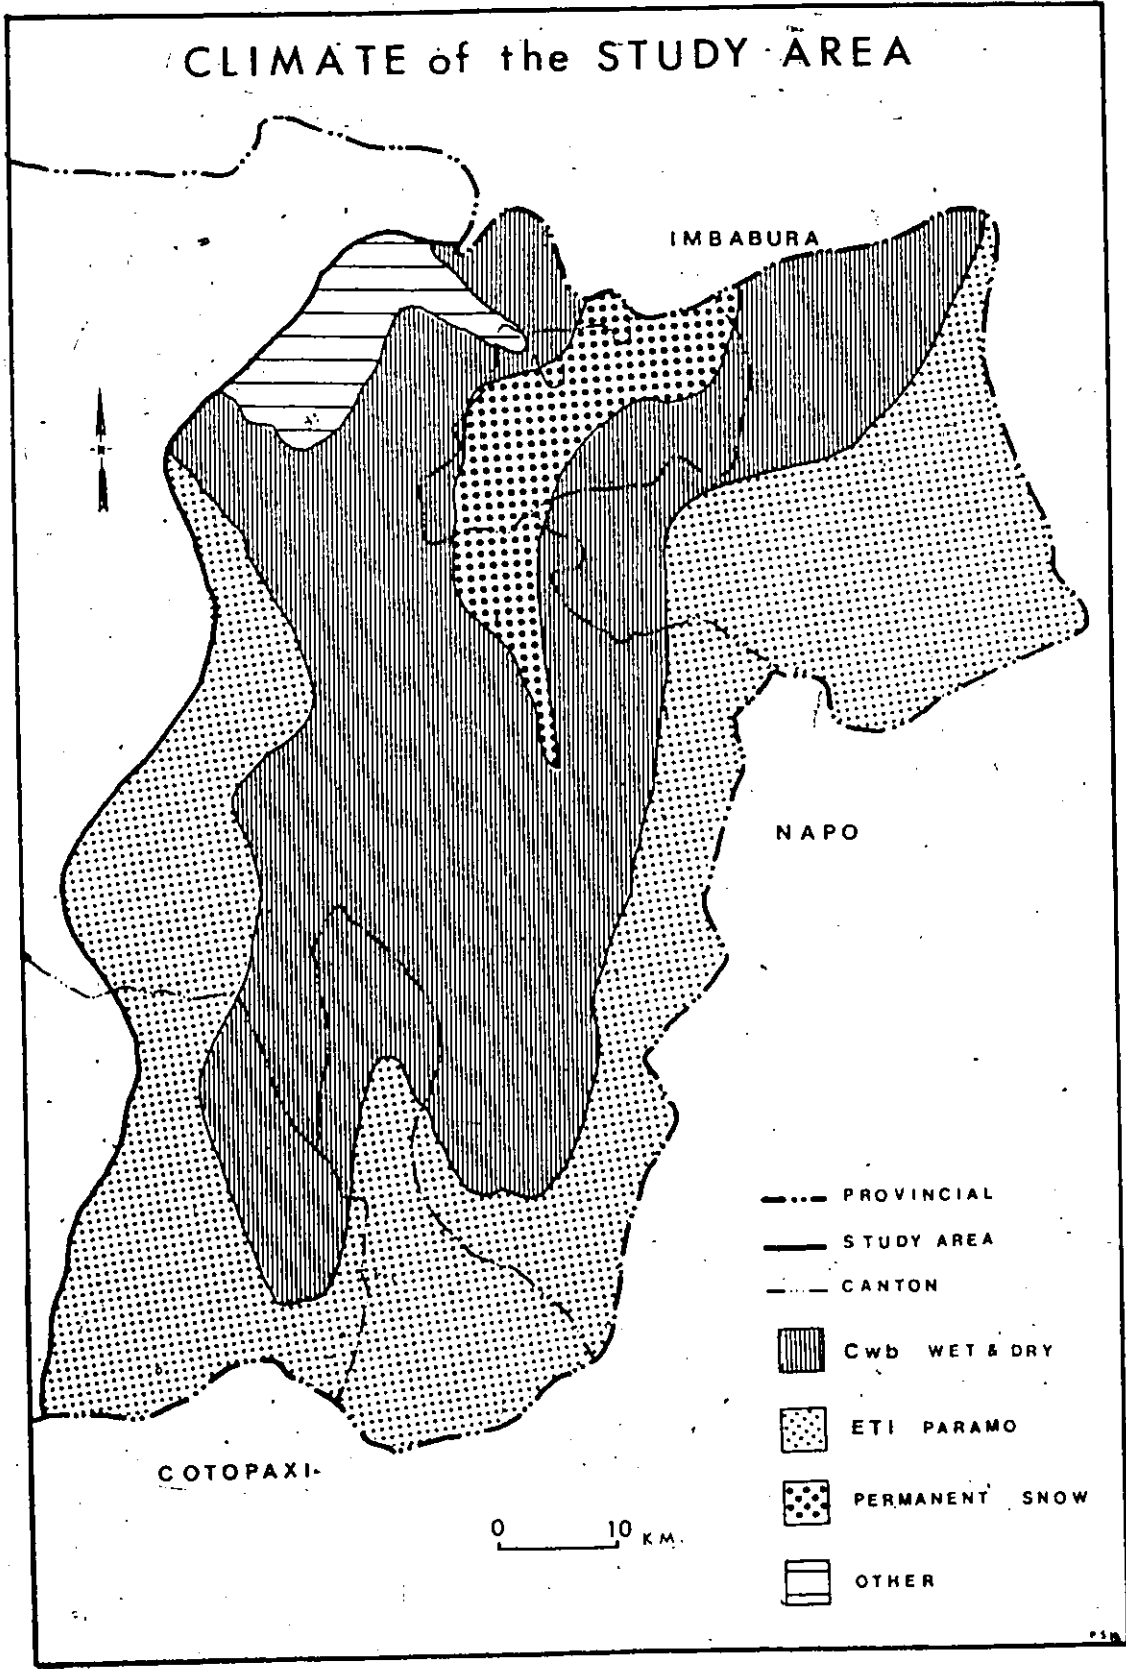 CLIMATE of the STUDY AREA
IMBABURA
NAPO
PROVINCIAL
STUDY AREA
CANTON
Cwb WET & DRY
ETI PARAMO
COTOPAXI
PERMANENT SNOW
0 10 KM.
OTHER